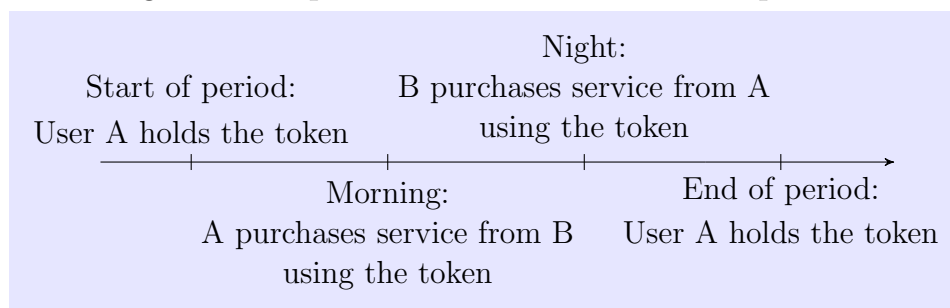 Start of period:
User A holds the token
Morning:
A purchases service from B
using the token
Night:
B purchases service from A
using the token
End of period:
User A holds the token